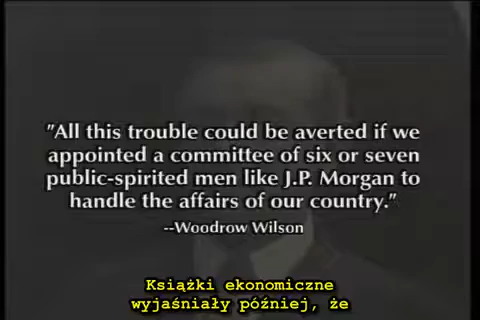 "All this trouble could be averted if we
appointed a committee of six or seven
public-spirited men like J.P. Morgan to
handle the affairs of our country."
--Woodrow Wilson
Książki ekonomiczne
wyjaśniały później, że